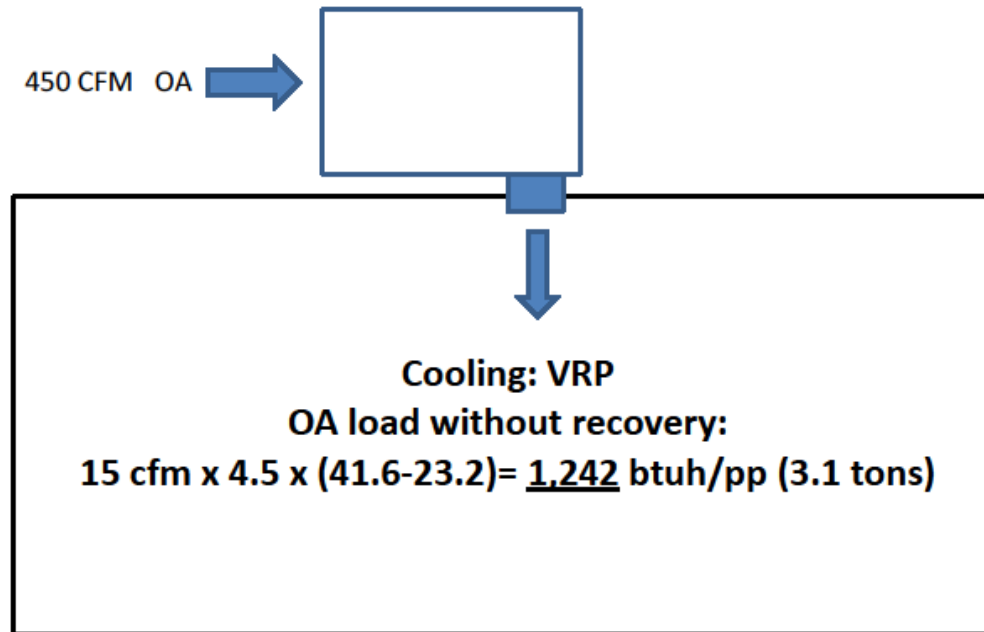 450 CFM OA
Cooling: VRP
OA load without recovery:
15 cfm x 4.5 x (41.6-23.2)= 1,242 btuh/pp (3.1 tons)